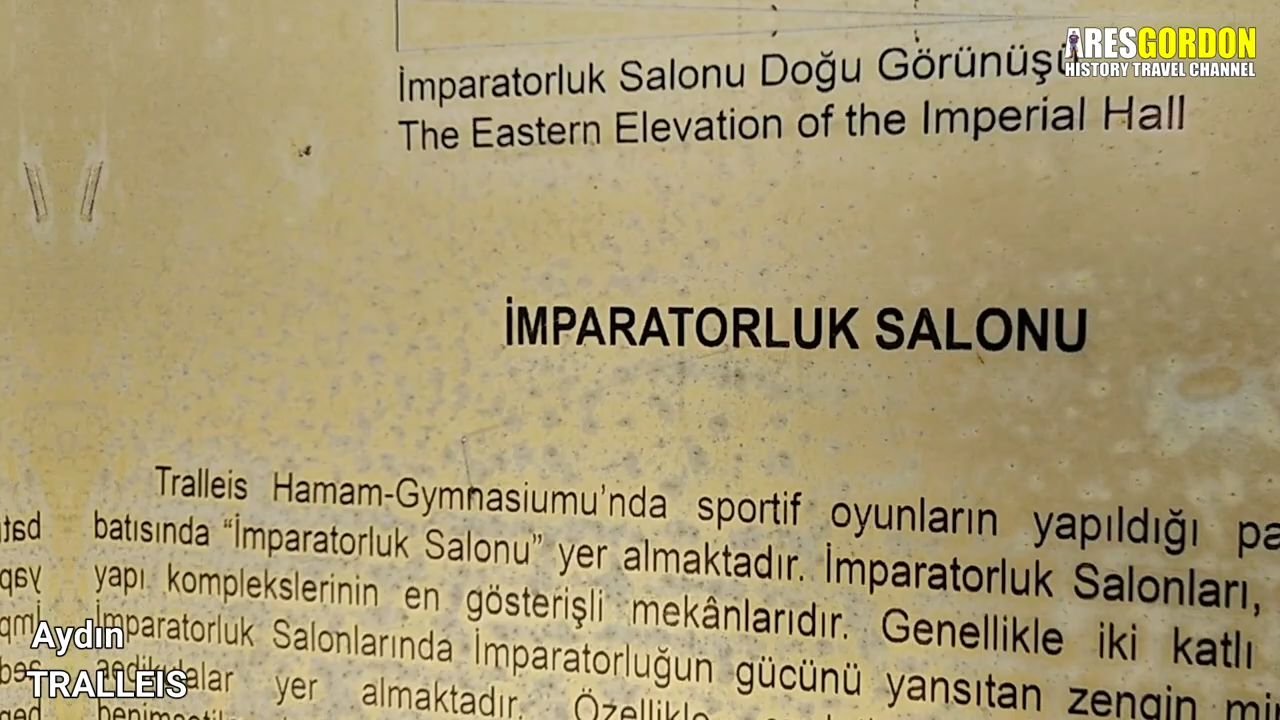 ARESGORDON
HISTORY TRAVEL CHANNEL
İmparatorluk Salonu Doğu Görünüşü
The Eastern Elevation of the Imperial Hall
İMPARATORLUK SALONU
Tralleis Hamam-Gymnasiumu'nda sportif oyunların yapıldığı
batısında “İmparatorluk Salonu” yer almaktadır. İmparatorluk Salonları,
yapı komplekslerinin en gösterişli mekânlarıdır. Genellikle iki katlı
İmparatorluk Salonlarında İmparatorluğun gücünü yansıtan zengin
yer almaktadır. Özellikle
Aydın
TRALLEIS